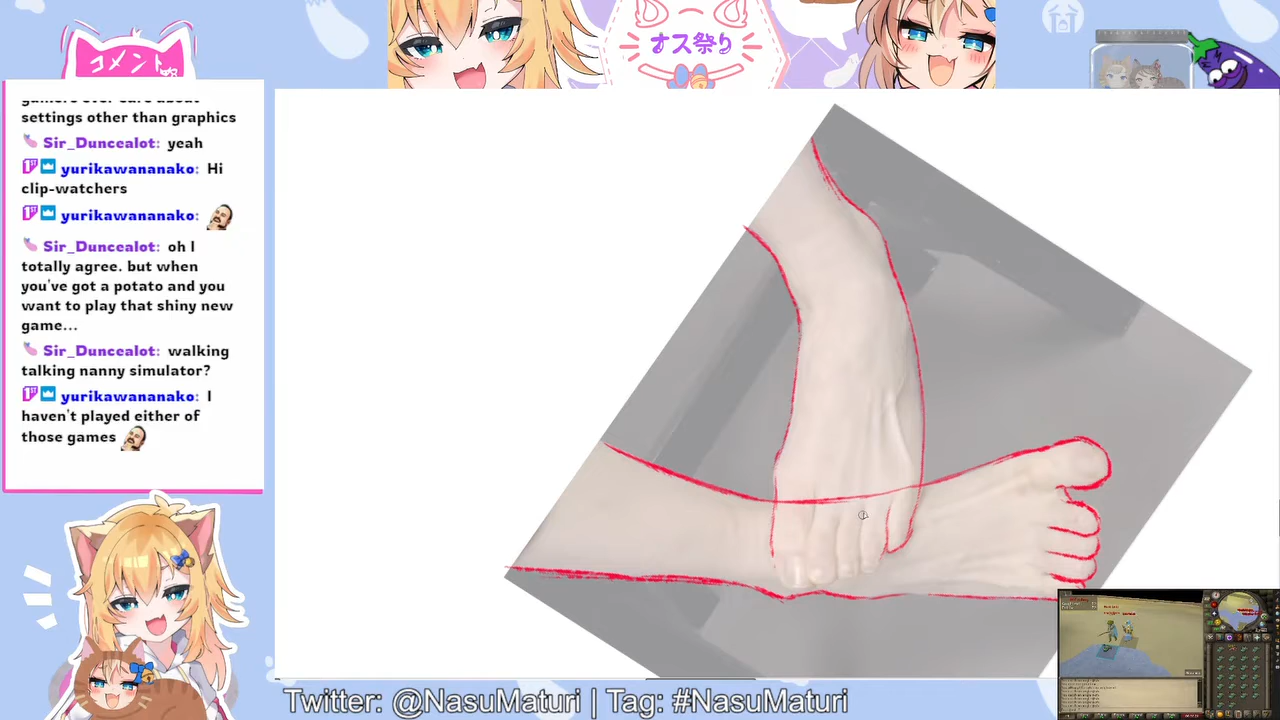 ナス祭り
コメント
gamers ever care about
settings other than graphics
Sir_Duncealot: yeah
yurikawananako: Hi
clip-watchers
yurikawananako:
Sir_Duncealot: oh I
totally agree. but when
you've got a potato and you
want to play that shiny new
game...
Sir_Duncealot: walking
talking nanny simulator?
yurikawananako: I
haven't played either of
those games
Twitter: @NasuMaturi | Tag: #NasuMaturi